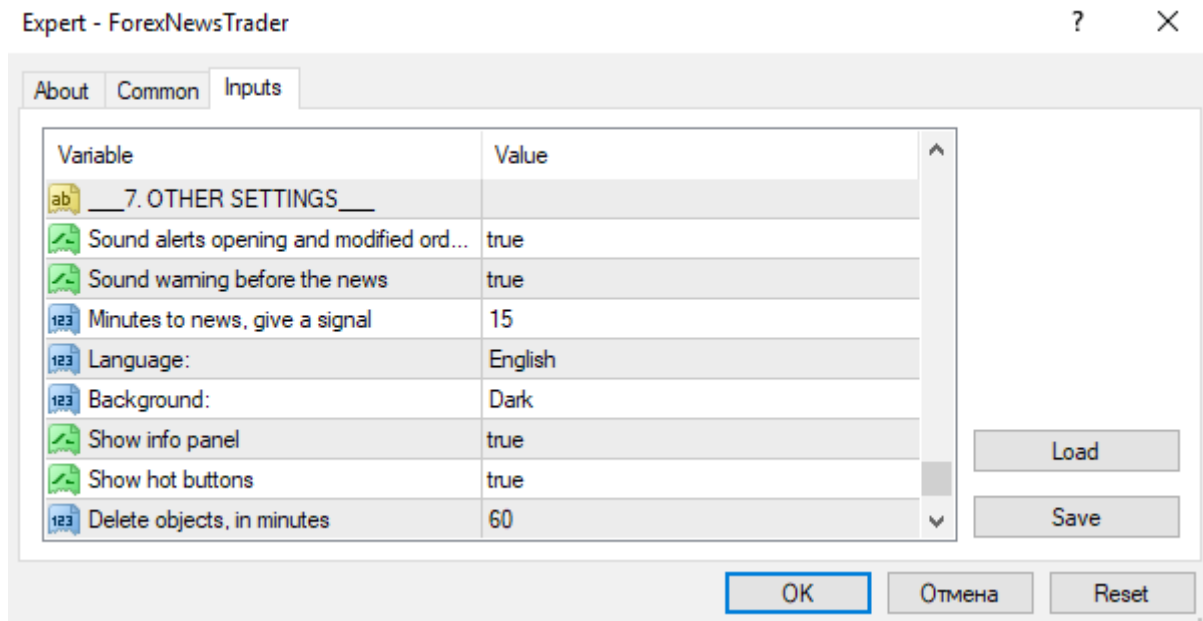 Expert - ForexNewsTrader
?
About Common Inputs
Variable Value
ab ___7. OTHER SETTINGS___
Sound alerts opening and modified ord... true
Sound warning before the news true
123 Minutes to news, give a signal 15
123 Language: English
123 Background: Dark
Show info panel true
Show hot buttons true
123 Delete objects, in minutes 60
Load
Save
OK Отмена Reset